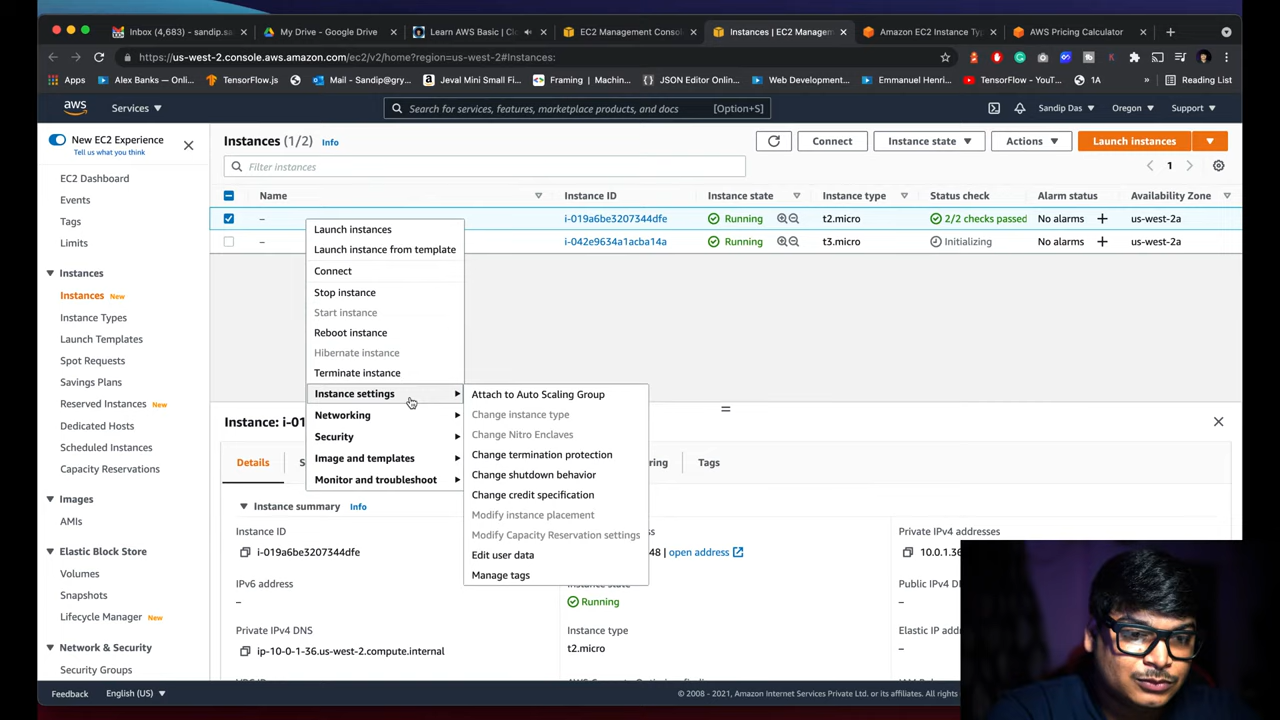 Inbox (4,683) - sandip.das
My Drive - Google Drive
Learn AWS Basic | Cl
EC2 Management Conso
Instances | EC2 Managem
Amazon EC2 Instance Typ
AWS Pricing Calculator
https://us-west-2.console.aws.amazon.com/ec2/v2/home?region=us-west-2#Instances:
Apps
Alex Banks – Sendin
TensorFlow.js
Mail - Sandip@gry...
Jeval Mini Small Fi...
Framing | Machin...
JSON Editor Onlin...
Web Development...
Emmanuel Henri...
TensorFlow - YouT...
1A
»
Reading List
aws
Services
Search for services, features, marketplace products, and docs
[Option+S]
Sandip Das
Oregon
Support
New EC2 Experience
Tell us what you think
EC2 Dashboard
Events
Tags
Limits
Instances
Instances New
Instance Types
Launch Templates
Spot Requests
Savings Plans
Reserved Instances New
Dedicated Hosts
Scheduled Instances
Capacity Reservations
Images
AMIs
Elastic Block Store
Volumes
Snapshots
Lifecycle Manager New
Network & Security
Security Groups
Instances (1/2) Info
Connect
Instance state
Actions
Launch instances
Filter instances
1
Name
Instance ID
Instance state
Instance type
Status check
Alarm status
Availability Zone
– i-019a6be3207344dfe Running t2.micro 2/2 checks passed No alarms + us-west-2a
– i-042e9634a1acba14a Running t3.micro Initializing No alarms + us-west-2a
Launch instances
Launch instance from template
Connect
Stop instance
Start instance
Reboot instance
Hibernate instance
Terminate instance
Instance settings
Networking
Security
Image and templates
Monitor and troubleshoot
Attach to Auto Scaling Group
Change instance type
Change Nitro Enclaves
Change termination protection
Change shutdown behavior
Change credit specification
Modify instance placement
Modify Capacity Reservation settings
Edit user data
Manage tags
Instance: i-01
Details
Tags
Instance summary Info
Instance ID
i-019a6be3207344dfe
IPv6 address
–
Private IPv4 DNS
ip-10-0-1-36.us-west-2.compute.internal
48 | open address
Running
Instance type
t2.micro
Private IPv4 addresses
10.0.1.36
Public IPv4 D
–
Elastic IP add
–
Feedback
English (US)
© 2008 - 2021, Amazon Internet Services Private Ltd. or its affiliates. All rights